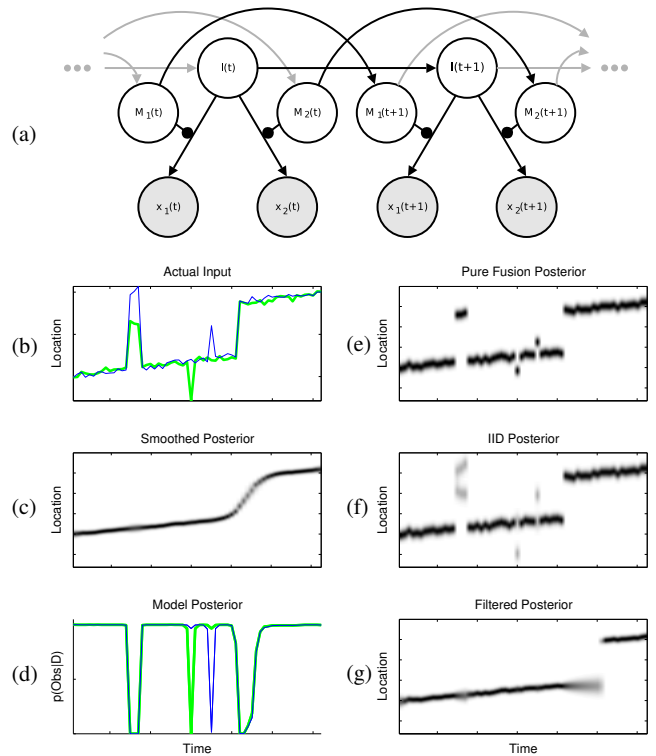 (a)
l(t)
l(t+1)
M 1(t)
M 2(t)
M 1(t+1)
M 2(t+1)
x 1(t)
x 2(t)
x 1(t+1)
x 2(t+1)
Actual Input
(b)
Location
Smoothed Posterior
(c)
Location
Model Posterior
(d)
p(Obs|D)
Time
Pure Fusion Posterior
(e)
Location
IID Posterior
(f)
Location
Filtered Posterior
(g)
Location
Time